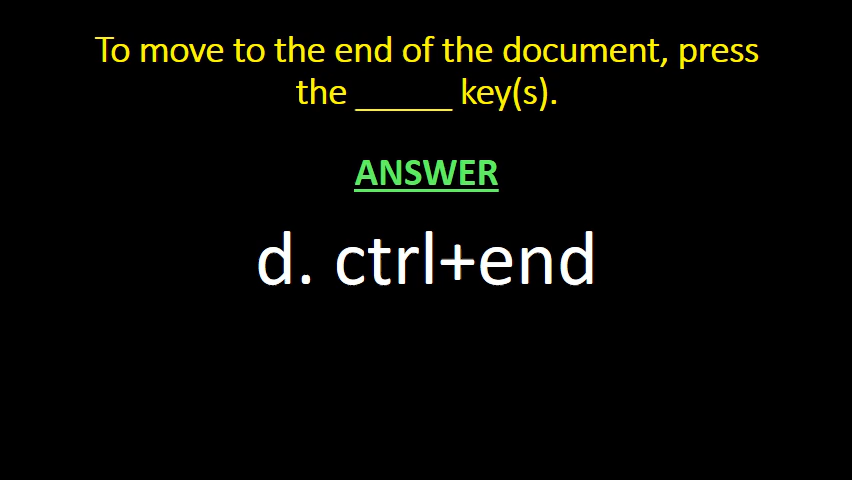 To move to the end of the document, press
the _____ key(s).
ANSWER
d. ctrl+end